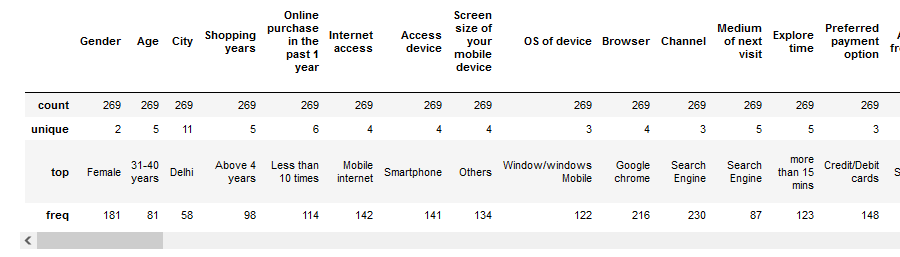 Gender Age City Shopping years Online purchase in the past 1 year Internet access Access device Screen size of your mobile device OS of device Browser Channel Medium of next visit Explore time Preferred payment option
count 269 269 269 269 269 269 269 269 269 269 269 269 269 269
unique 2 5 11 5 6 4 4 4 3 4 3 5 5 3
top Female 31-40 years Delhi Above 4 years Less than 10 times Mobile internet Smartphone Others Window/windows Mobile Google chrome Search Engine Search Engine more than 15 mins Credit/Debit cards
freq 181 81 58 98 114 142 141 134 122 216 230 87 123 148